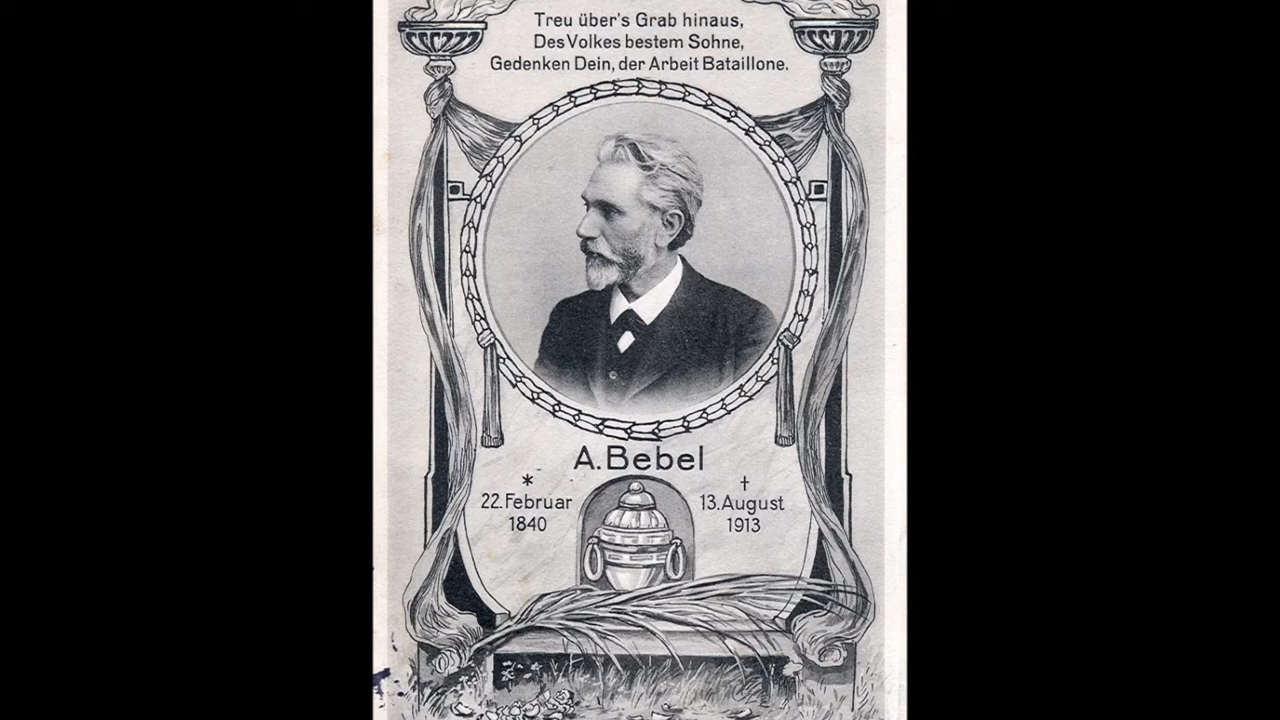 Treu über's Grab hinaus,
Des Volkes bestem Sohne,
Gedenken Dein, der Arbeit Bataillone.
A. Bebel
* †
22. Februar 13. August
1840 1913